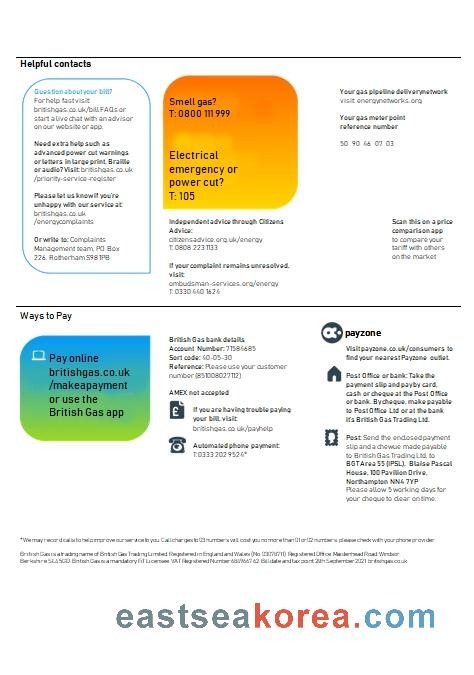 Helpful contacts
Question about your bill?
For help fast visit
britishgas.co.uk/bill FAQs or
start a live chat with an advisor
on our website or app.
Need extra help such as
advanced power cut warnings
or letters in large print, Braille
or audio? Visit: britishgas.co.uk
/priority-service-register
Please let us know if you're
unhappy with our service at:
britishgas.co.uk
/energycomplaints
Or write to: Complaints
Management team, PO Box
226, Rotherham S98 1PB
Smell gas?
T: 0800 111 999
Electrical
emergency or
power cut?
T: 105
Independent advice through Citizens
Advice:
citizensadvice.org.uk/energy
T: 0808 223 1133
If your complaint remains unresolved,
visit:
ombudsman-services.org/energy
T: 0330 440 1624
Your gas pipeline deliverynetwork
visit energynetworks.org
Your gas meter point
reference number
50 90 46 07 03
Scan this on a price
comparison app
to compare your
tariff with others
on the market
Ways to Pay
Pay online
britishgas.co.uk
/makeapayment
or use the
British Gas app
British Gas bank details
Account Number: 71584685
Sort code: 40-05-30
Reference: Please use your customer
number (851008027112)
AMEX not accepted
If you are having trouble paying
your bill, visit:
britishgas.co.uk/payhelp
Automated phone payment:
T:0333 202 9524*
payzone
Visit payzone.co.uk/consumers to
find your nearest Payzone outlet.
Post Office or bank: Take the
payment slip and pay by card,
cash or cheque at the Post Office
or bank. By cheque, make payable
to Post Office Ltd or at the bank
it's British Gas Trading Ltd.
Post: Send the enclosed payment
slip and a chewue made payable
to British Gas Trading Ltd, to
BGT Area 55 (IPSL), Blaise Pascal
House, 100 Pavilion Drive,
Northampton NN4 7YP
Please allow 5 working days for
your cheque to clear on time.
*We may record calls to help improve our service to you. Call charges to 03 numbers will cost you no more than 01 or 02 numbers, please check with your phone provider
British Gas is a trading name of British Gas Trading Limited. Registered in England and Wales (No. 03078711). Registered Office: Maidenhead Road, Windsor,
Berkshire SL4 5GD. British Gas is a mandatory FiT Licensee. VAT Registered Number 684966762. Bill date and tax point 26th September 2021 britishgas.co.uk
eastseakorea.com